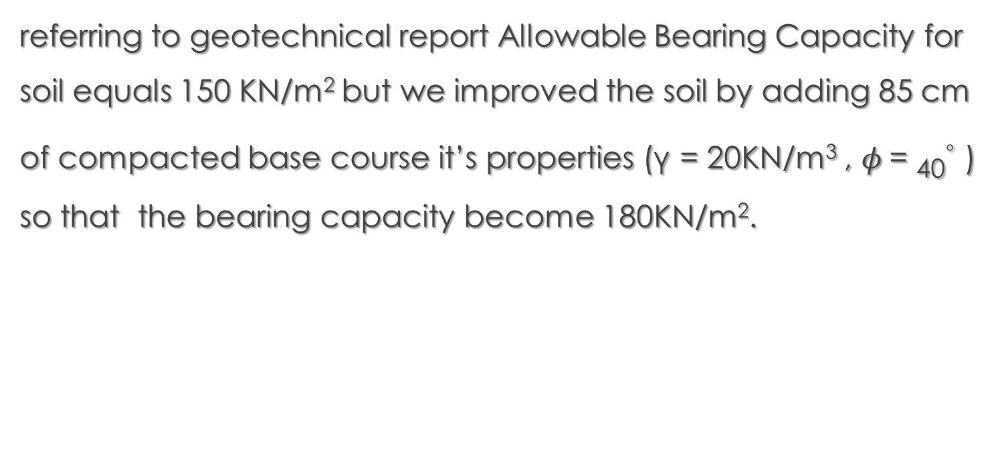 referring to geotechnical report Allowable Bearing Capacity for
soil equals 150 KN/m² but we improved the soil by adding 85 cm
of compacted base course it’s properties (γ = 20KN/m³ , ϕ = 40° )
so that  the bearing capacity become 180KN/m².